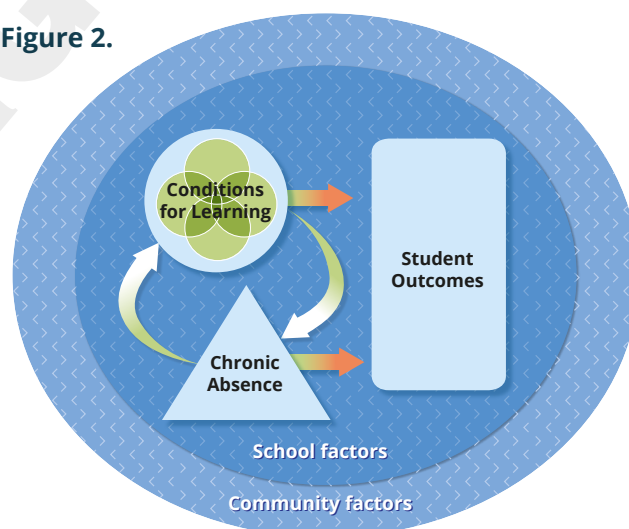 Figure 2.
Conditions
for Learning
Student
Outcomes
Chronic
Absence
School factors
Community factors